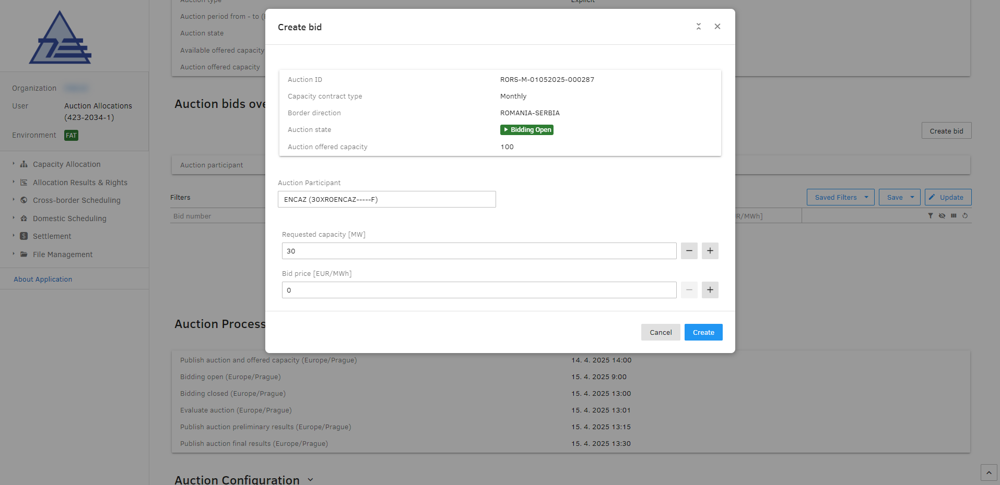 Auction type Explicit
Auction period from - to (
Auction state
Available offered capacity
Auction offered capacity
Organization
User Auction Allocations
(423-2034-1)
Environment FAT
Capacity Allocation
Allocation Results & Rights
Cross-border Scheduling
Domestic Scheduling
Settlement
File Management
About Application
Auction bids ove
Create bid
Auction participant
Filters
Saved Filters
Save
Update
Bid number
R/MWh]
Create bid
Auction ID RORS-M-01052025-000287
Capacity contract type Monthly
Border direction ROMANIA-SERBIA
Auction state Bidding Open
Auction offered capacity 100
Auction Participant
ENCAZ (30XROENCAZ-----F)
Requested capacity [MW]
30
Bid price [EUR/MWh]
0
Cancel
Create
Auction Process
Publish auction and offered capacity (Europe/Prague) 14. 4. 2025 14:00
Bidding open (Europe/Prague) 15. 4. 2025 9:00
Bidding closed (Europe/Prague) 15. 4. 2025 13:00
Evaluate auction (Europe/Prague) 15. 4. 2025 13:01
Publish auction preliminary results (Europe/Prague) 15. 4. 2025 13:15
Publish auction final results (Europe/Prague) 15. 4. 2025 13:30
Auction Configuration